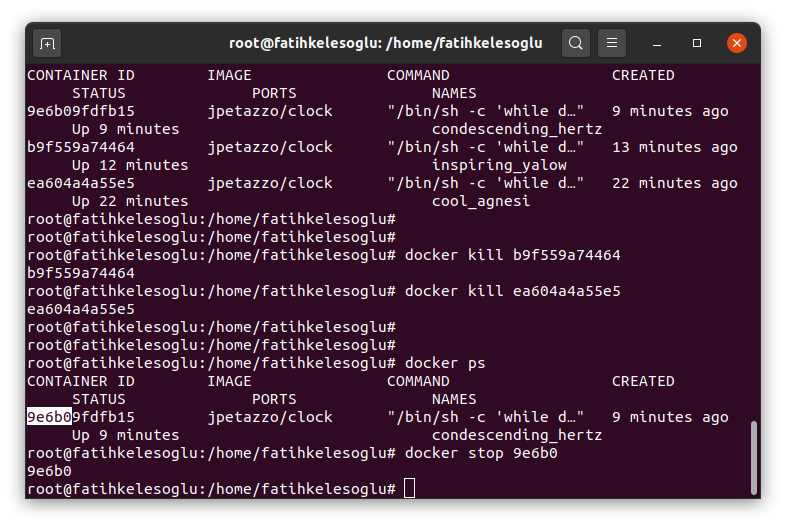 root@fatihkelesoglu: /home/fatihkelesoglu
CONTAINER ID        IMAGE               COMMAND                  CREATED
     STATUS              PORTS               NAMES
9e6b09fdfb15        jpetazzo/clock      "/bin/sh -c 'while d…"   9 minutes ago
     Up 9 minutes                            condescending_hertz
b9f559a74464        jpetazzo/clock      "/bin/sh -c 'while d…"   13 minutes ago
     Up 12 minutes                           inspiring_yalow
ea604a4a55e5        jpetazzo/clock      "/bin/sh -c 'while d…"   22 minutes ago
     Up 22 minutes                           cool_agnesi
root@fatihkelesoglu:/home/fatihkelesoglu#
root@fatihkelesoglu:/home/fatihkelesoglu#
root@fatihkelesoglu:/home/fatihkelesoglu# docker kill b9f559a74464
b9f559a74464
root@fatihkelesoglu:/home/fatihkelesoglu# docker kill ea604a4a55e5
ea604a4a55e5
root@fatihkelesoglu:/home/fatihkelesoglu#
root@fatihkelesoglu:/home/fatihkelesoglu#
root@fatihkelesoglu:/home/fatihkelesoglu# docker ps
CONTAINER ID        IMAGE               COMMAND                  CREATED
     STATUS              PORTS               NAMES
9e6b09fdfb15        jpetazzo/clock      "/bin/sh -c 'while d…"   9 minutes ago
     Up 9 minutes                            condescending_hertz
root@fatihkelesoglu:/home/fatihkelesoglu# docker stop 9e6b0
9e6b0
root@fatihkelesoglu:/home/fatihkelesoglu#